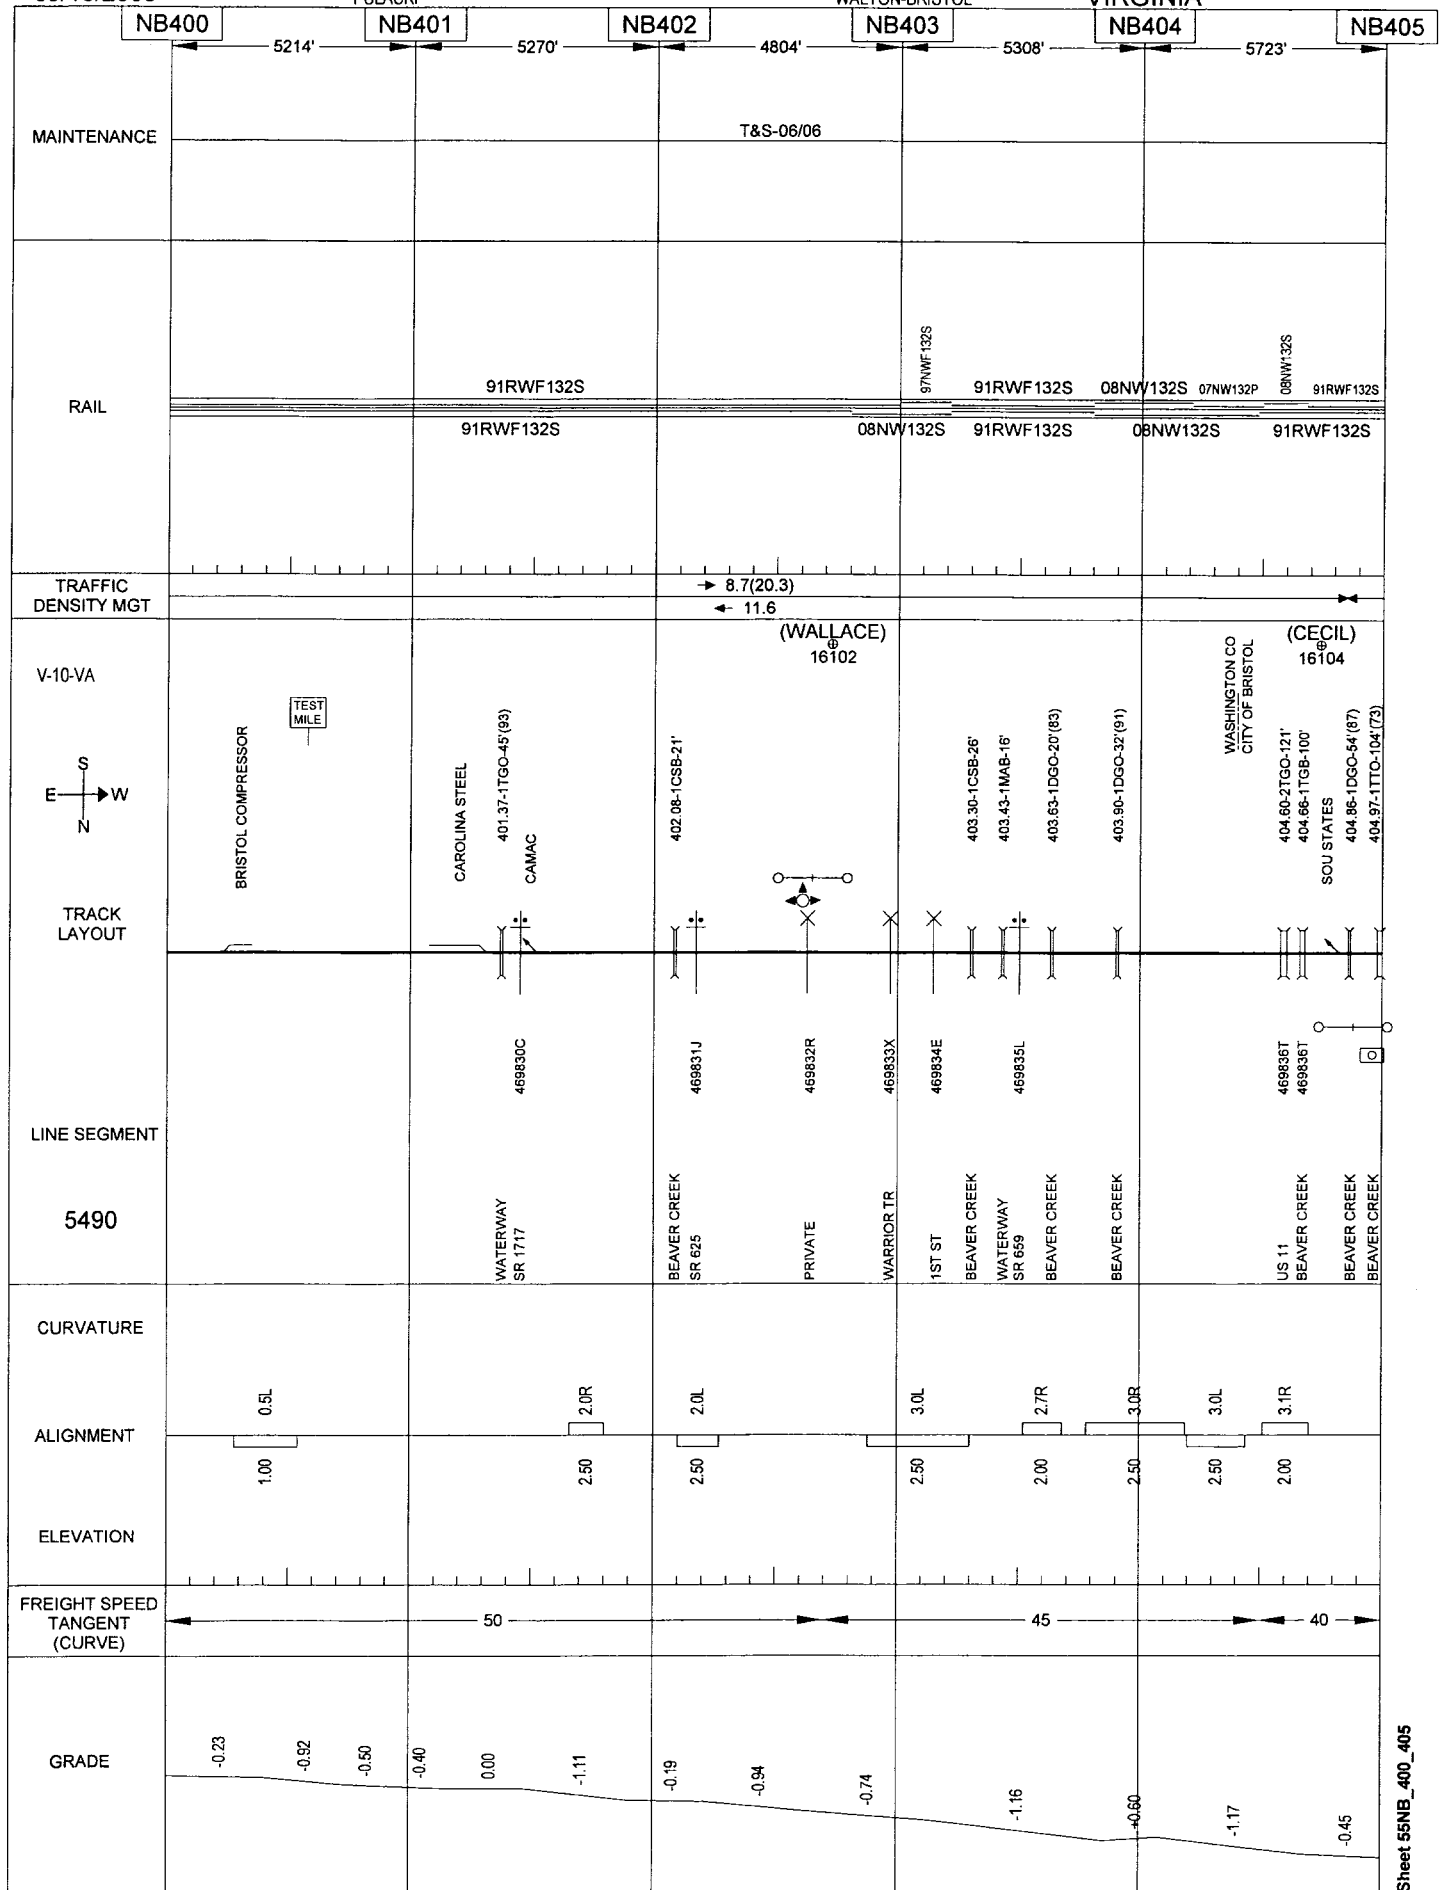 VIRGINIA
NB400 NB401 NB402 NB403 NB404 NB405
5214' 5270' 4804' 5308' 5723'
MAINTENANCE
T&S-06/06
RAIL
97NWF132S
08NW132S
91RWF132S 91RWF132S 08NW132S 07NW132P 91RWF132S
91RWF132S 08NW132S 91RWF132S 08NW132S 91RWF132S
TRAFFIC
DENSITY MGT
8.7(20.3)
11.6
(WALLACE)
16102
(CECIL)
16104
V-10-VA
TEST
MILE
WASHINGTON CO
CITY OF BRISTOL
S
E W
N
BRISTOL COMPRESSOR
CAROLINA STEEL
401.37-1TGO-45'(93)
CAMAC
402.08-1CSB-21'
403.30-1CSB-26'
403.43-1MAB-16'
403.63-1DGO-20'(83)
403.90-1DGO-32'(91)
404.60-2TGO-121'
404.66-1TGB-100'
SOU STATES
404.86-1DGO-54'(87)
404.97-1TTO-104'(73)
TRACK
LAYOUT
469830C
469831J
469832R
469833X
469834E
469835L
469836T
469836T
LINE SEGMENT
5490
WATERWAY
SR 1717
BEAVER CREEK
SR 625
PRIVATE
WARRIOR TR
1ST ST
BEAVER CREEK
WATERWAY
SR 659
BEAVER CREEK
BEAVER CREEK
US 11
BEAVER CREEK
BEAVER CREEK
BEAVER CREEK
CURVATURE
0.5L 2.0R 2.0L 3.0L 2.7R 3.0R 3.0L 3.1R
ALIGNMENT
1.00 2.50 2.50 2.50 2.00 2.50 2.50 2.00
ELEVATION
FREIGHT SPEED
TANGENT
(CURVE)
50 45 40
GRADE
-0.23 -0.92 -0.50 -0.40 0.00 -1.11 -0.19 -0.94 -0.74 -1.16 +0.60 -1.17 -0.45
Sheet 55NB_400_405